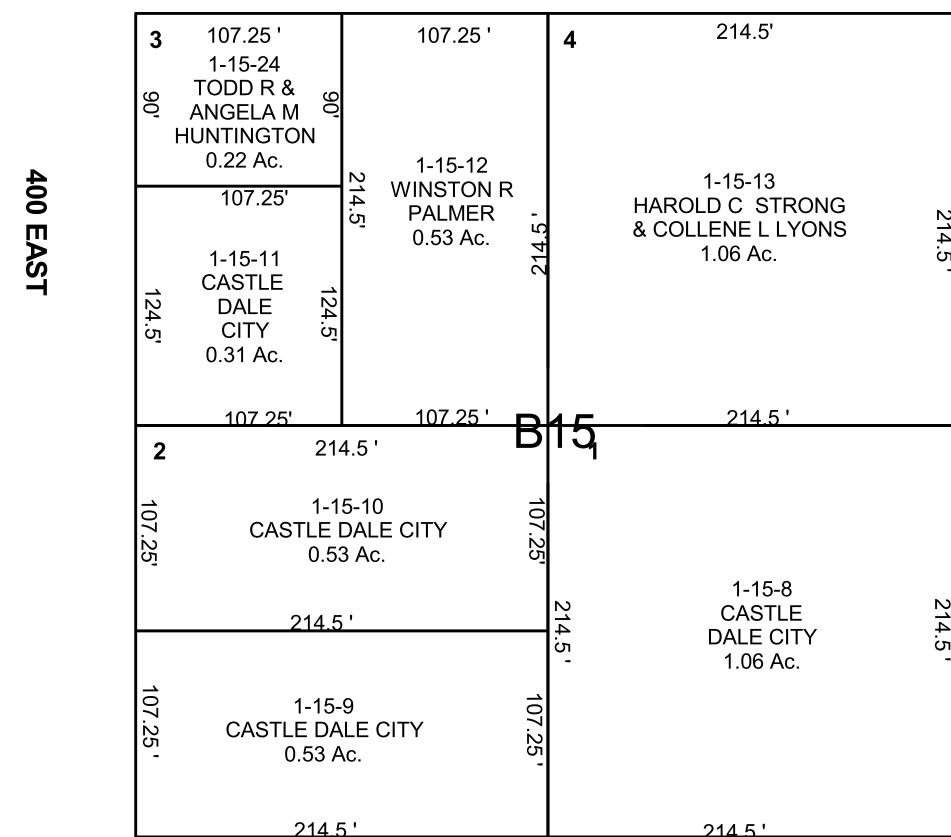 400 EAST
3
107.25 '
1-15-24
TODD R &
ANGELA M
HUNTINGTON
0.22 Ac.
90'
90'
107.25'
1-15-11
CASTLE
DALE
CITY
0.31 Ac.
124.5'
124.5'
107.25'
107.25 '
214.5'
1-15-12
WINSTON R
PALMER
0.53 Ac.
214.5 '
107.25 '
4
214.5'
1-15-13
HAROLD C  STRONG
& COLLENE L LYONS
1.06 Ac.
214.5'
214.5 '
B15
2
214.5 '
107.25'
1-15-10
CASTLE DALE CITY
0.53 Ac.
107.25'
214.5 '
107.25 '
1-15-9
CASTLE DALE CITY
0.53 Ac.
107.25 '
214.5 '
1
214.5 '
1-15-8
CASTLE
DALE CITY
1.06 Ac.
214.5 '
214.5 '